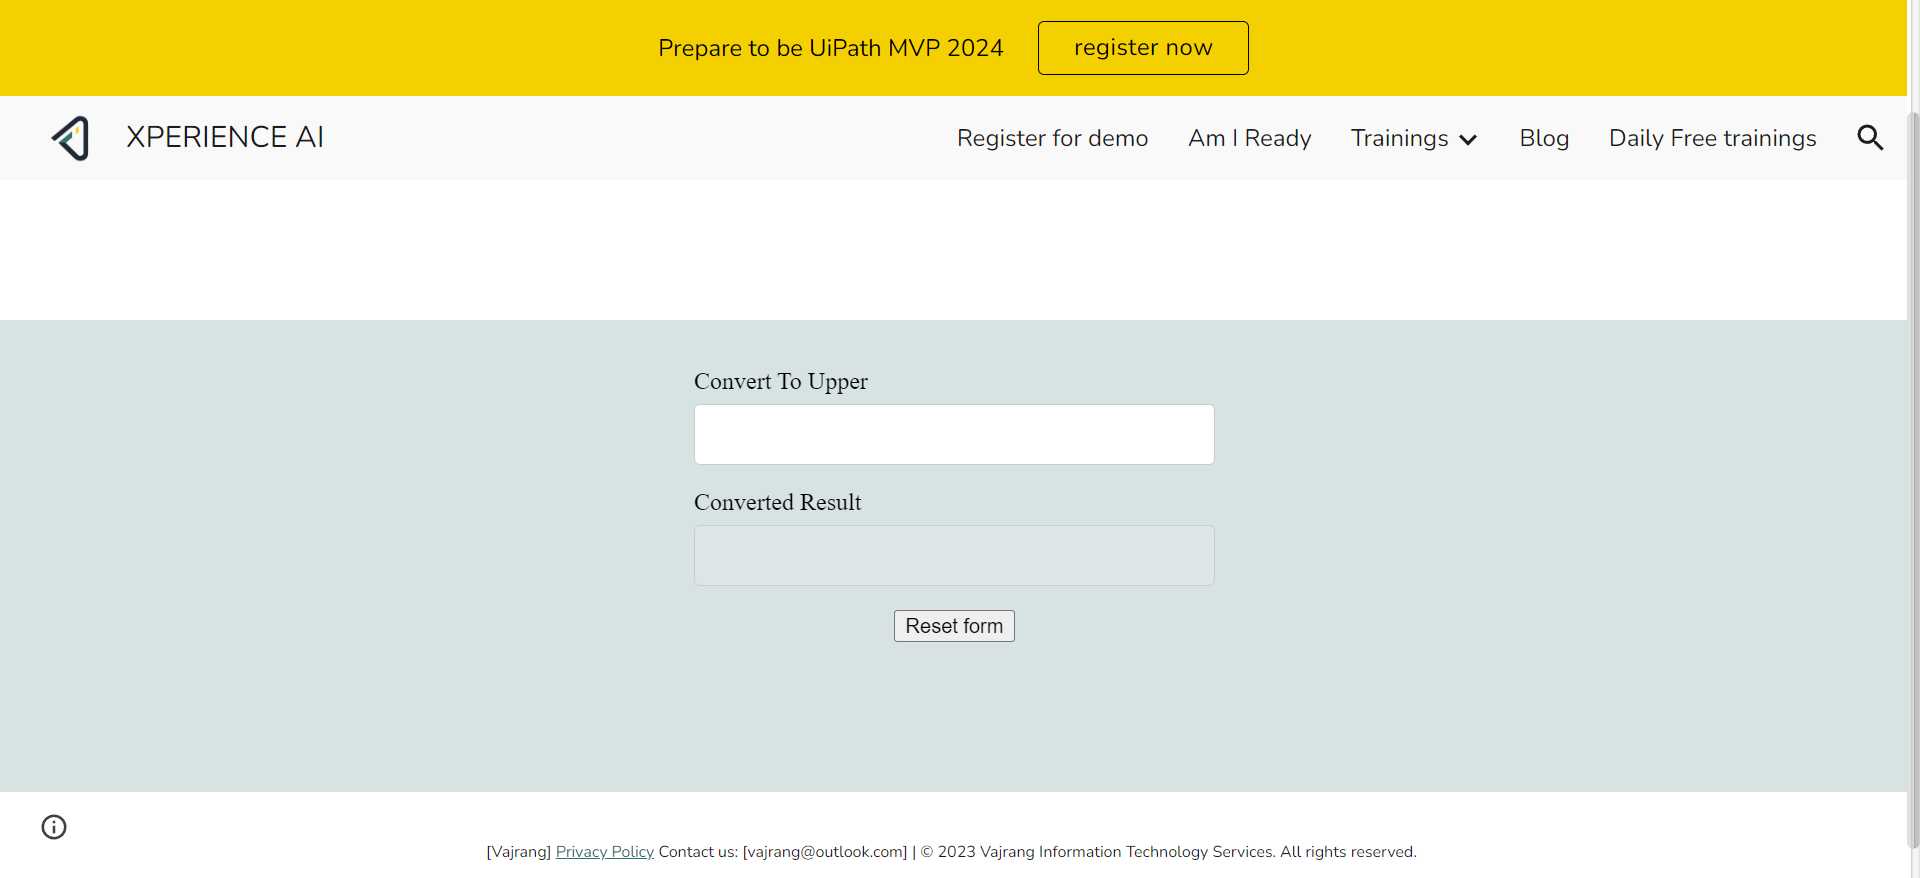 Prepare to be UiPath MVP 2024 register now
XPERIENCE AI Register for demo Am I Ready Trainings Blog Daily Free trainings
Convert To Upper
Converted Result
Reset form
[Vajrang] Privacy Policy Contact us: [vajrang@outlook.com] | © 2023 Vajrang Information Technology Services. All rights reserved.